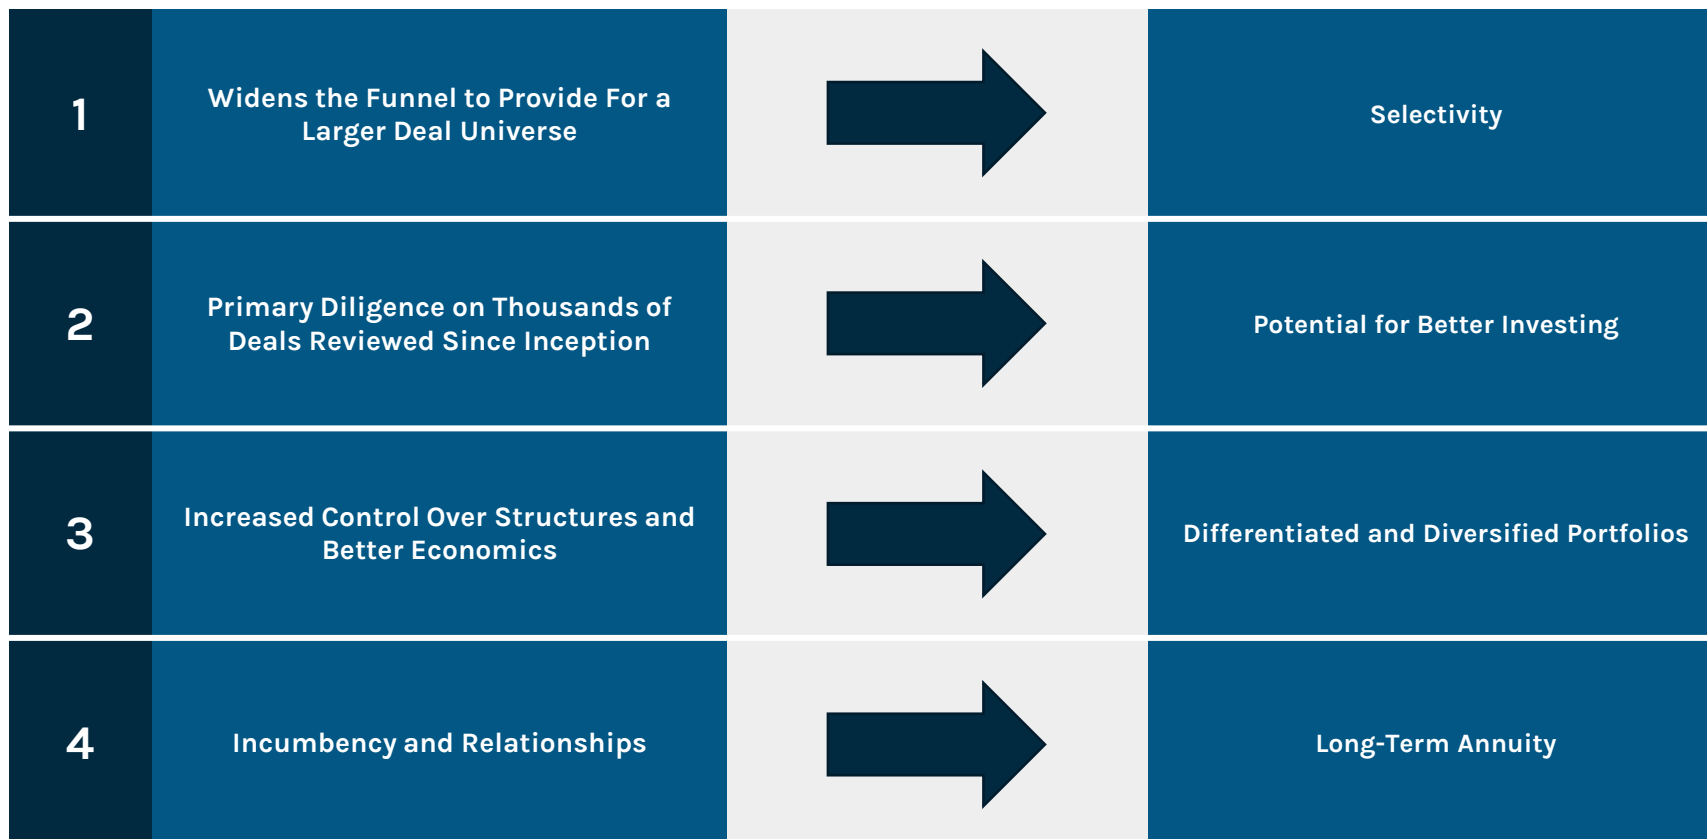 1
Widens the Funnel to Provide For a
Larger Deal Universe
Selectivity
2
Primary Diligence on Thousands of
Deals Reviewed Since Inception
Potential for Better Investing
3
Increased Control Over Structures and
Better Economics
Differentiated and Diversified Portfolios
4
Incumbency and Relationships
Long-Term Annuity